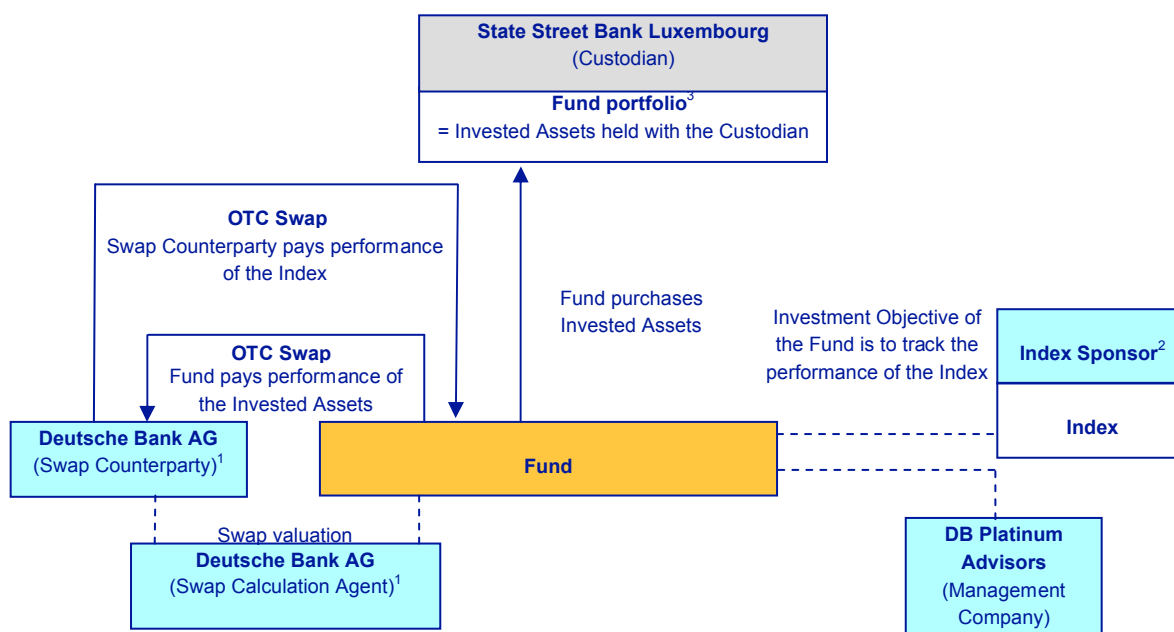 State Street Bank Luxembourg
(Custodian)
Fund portfolio3
= Invested Assets held with the Custodian
OTC Swap
Swap Counterparty pays performance
of the Index
Fund purchases
Invested Assets
OTC Swap
Fund pays performance of
the Invested Assets
Investment Objective of
the Fund is to track the
performance of the Index
Index Sponsor2
Index
Deutsche Bank AG
(Swap Counterparty)1
Fund
Swap valuation
Deutsche Bank AG
(Swap Calculation Agent)1
DB Platinum
Advisors
(Management
Company)